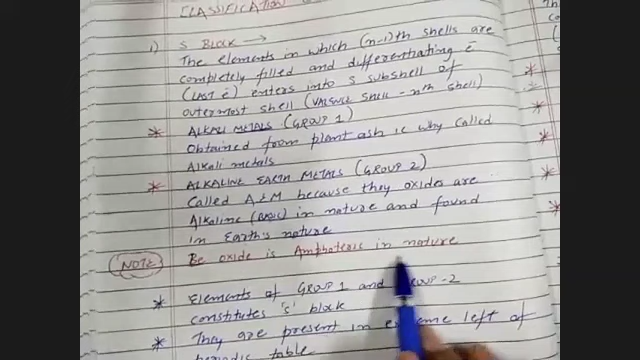 CLASSIFICATION
1) S BLOCK →
The elements in which (n-1)th shells are
completely filled and differentiating e-
(LAST e-) enters into s subshell of
outermost shell (VALENCE shell - nth shell)
* ALKALI METALS (GROUP 1)
Obtained from plant ash is why called
Alkali metals
* ALKALINE EARTH METALS (GROUP 2)
Called AEM because they oxides are
Alkaline (BASIC) in nature and found
in Earth's nature
NOTE Be oxide is Amphoteric in nature
* Elements of GROUP 1 and GROUP-2
constitutes 's' block
* They are present in extreme left of
periodic table